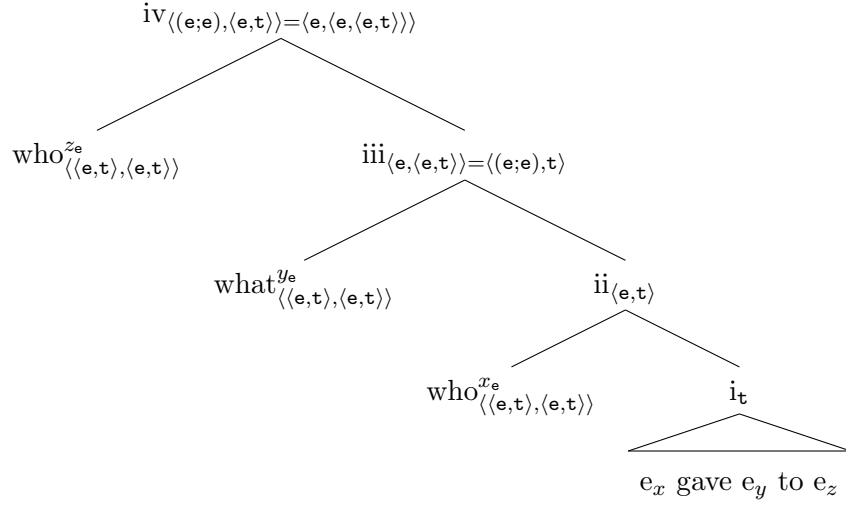 iv⟨(e;e),⟨e,t⟩⟩=⟨e,⟨e,⟨e,t⟩⟩⟩
who^{z_e}_{⟨⟨e,t⟩,⟨e,t⟩⟩} iii⟨e,⟨e,t⟩⟩=⟨(e;e),t⟩
what^{y_e}_{⟨⟨e,t⟩,⟨e,t⟩⟩} ii⟨e,t⟩
who^{x_e}_{⟨⟨e,t⟩,⟨e,t⟩⟩} i_t
e_x gave e_y to e_z